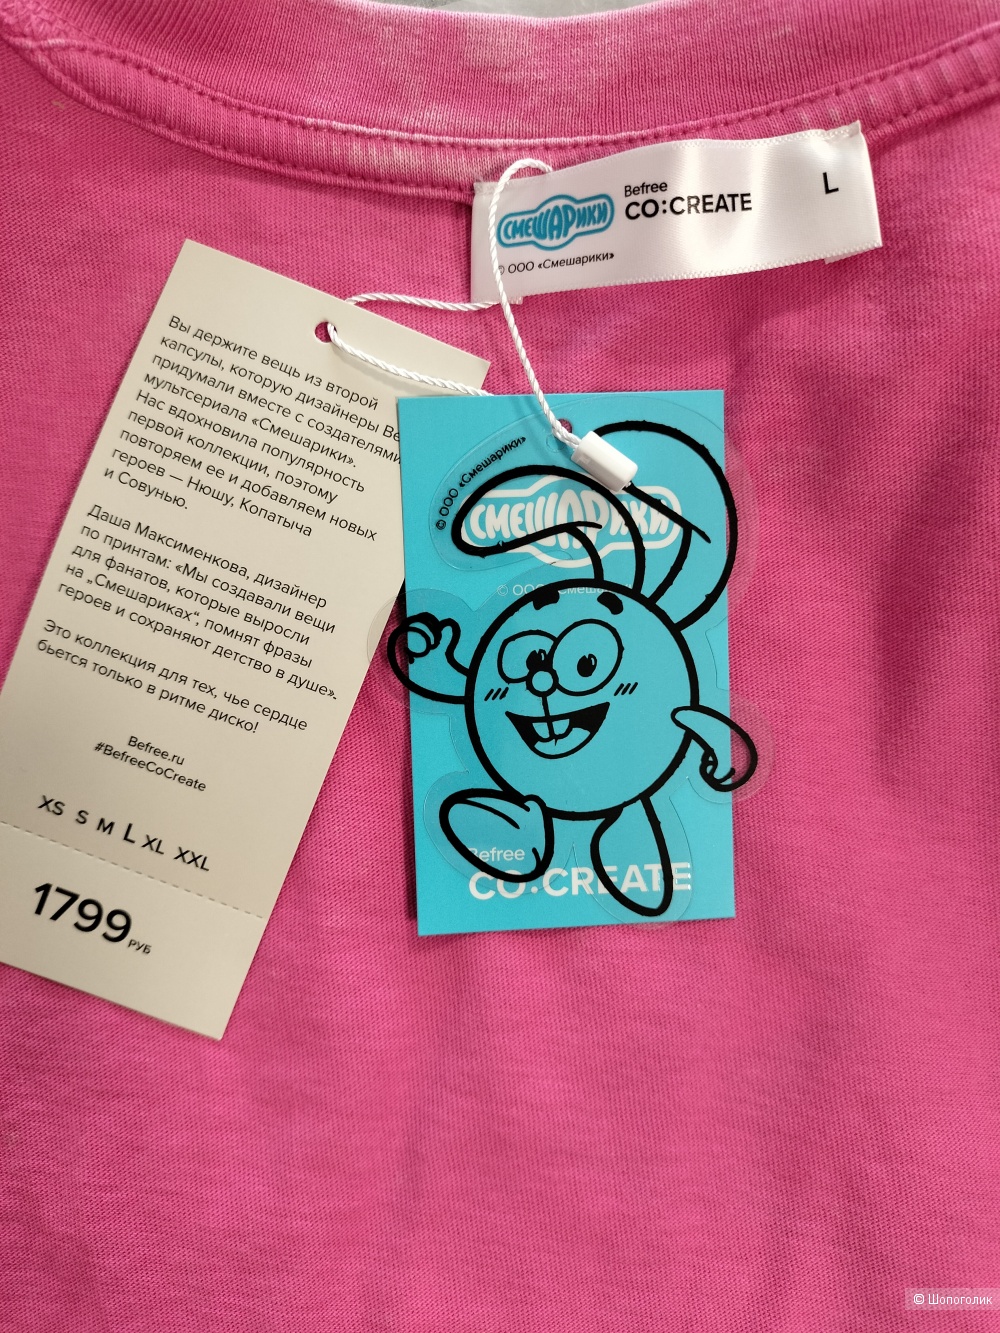 СМЕШАРИКИ
Befree
CO:CREATE
L
© ООО «Смешарики»
Вы держите вещь из второй
капсулы, которую дизайнеры Be
придумали вместе с создателями
мультсериала «Смешарики».
Нас вдохновила популярность
первой коллекции, поэтому
повторяем ее и добавляем новых
героев — Нюшу, Копатыча
и Совунью.
Даша Максименкова, дизайнер
по принтам: «Мы создавали вещи
для фанатов, которые выросли
на „Смешариках“, помнят фразы
героев и сохраняют детство в душе».
Это коллекция для тех, чье сердце
бьется только в ритме диско!
Befree.ru
#BefreeCoCreate
XS S M L XL XXL
1799 РУБ
© ООО «Смешарики»
СМЕШАРИКИ
© ООО «Смеш
Befree
CO:CREATE
© Шопоголик